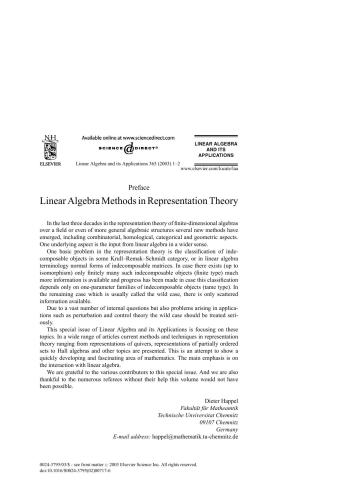 NH
ELSEVIER
Available online at www.sciencedirect.com
SCIENCE @ DIRECT®
Linear Algebra and its Applications 365 (2003) 1–2
LINEAR ALGEBRA
AND ITS
APPLICATIONS
www.elsevier.com/locate/laa
Preface
Linear Algebra Methods in Representation Theory
In the last three decades in the representation theory of finite-dimensional algebras
over a field or even of more general algebraic structures several new methods have
emerged, including combinatorial, homological, categorical and geometric aspects.
One underlying aspect is the input from linear algebra in a wider sense.
One basic problem in the representation theory is the classification of inde-
composable objects in some Krull–Remak–Schmidt category, or in linear algebra
terminology normal forms of indecomposable matrices. In case there exists (up to
isomorphism) only finitely many such indecomposable objects (finite type) much
more information is available and progress has been made in case this classification
depends only on one-parameter families of indecomposable objects (tame type). In
the remaining case which is usually called the wild case, there is only scattered
information available.
Due to a vast number of internal questions but also problems arising in applica-
tions such as perturbation and control theory the wild case should be treated seri-
ously.
This special issue of Linear Algebra and its Applications is focusing on these
topics. In a wide range of articles current methods and techniques in representation
theory ranging from representations of quivers, representations of partially ordered
sets to Hall algebras and other topics are presented. This is an attempt to show a
quickly developing and fascinating area of mathematics. The main emphasis is on
the interaction with linear algebra.
We are grateful to the various contributors to this special issue. And we are also
thankful to the numerous referees without their help this volume would not have
been possible.
Dieter Happel
Fakultät für Mathematik
Technische Universitat Chemnitz
09107 Chemnitz
Germany
E-mail address: happel@mathematik.tu-chemnitz.de
0024-3795/03/$ - see front matter © 2003 Elsevier Science Inc. All rights reserved.
doi:10.1016/S0024-3795(02)00717-6